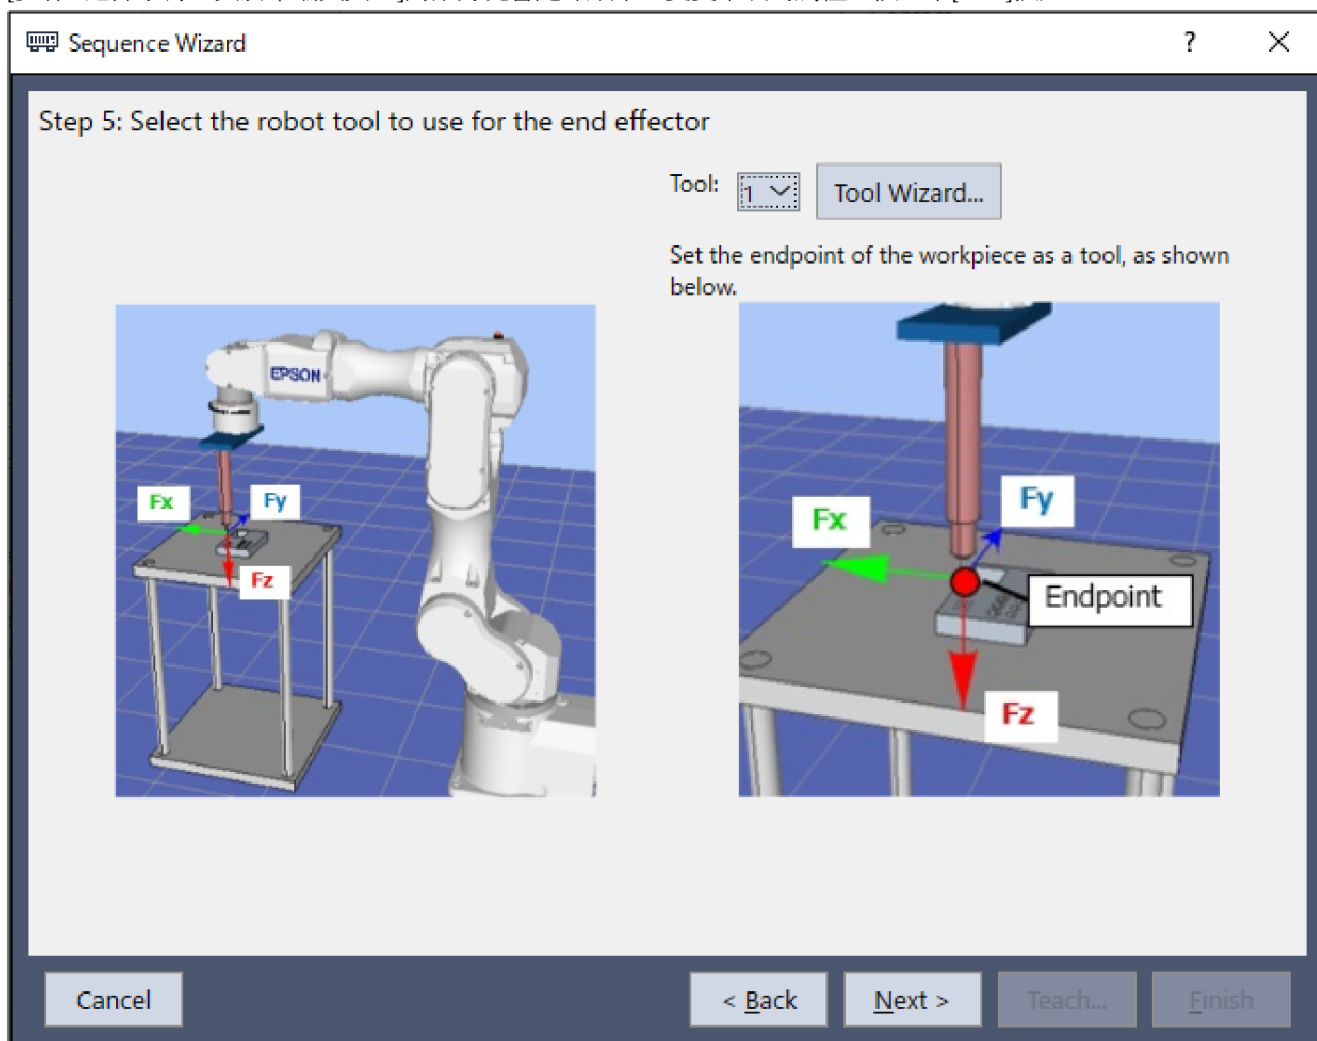 Sequence Wizard
?
Step 5: Select the robot tool to use for the end effector
Tool:
1
Tool Wizard...
Set the endpoint of the workpiece as a tool, as shown
below.
EPSON
Fx
Fy
Fz
Fx
Fy
Endpoint
Fz
Cancel
< Back
Next >
Teach...
Finish